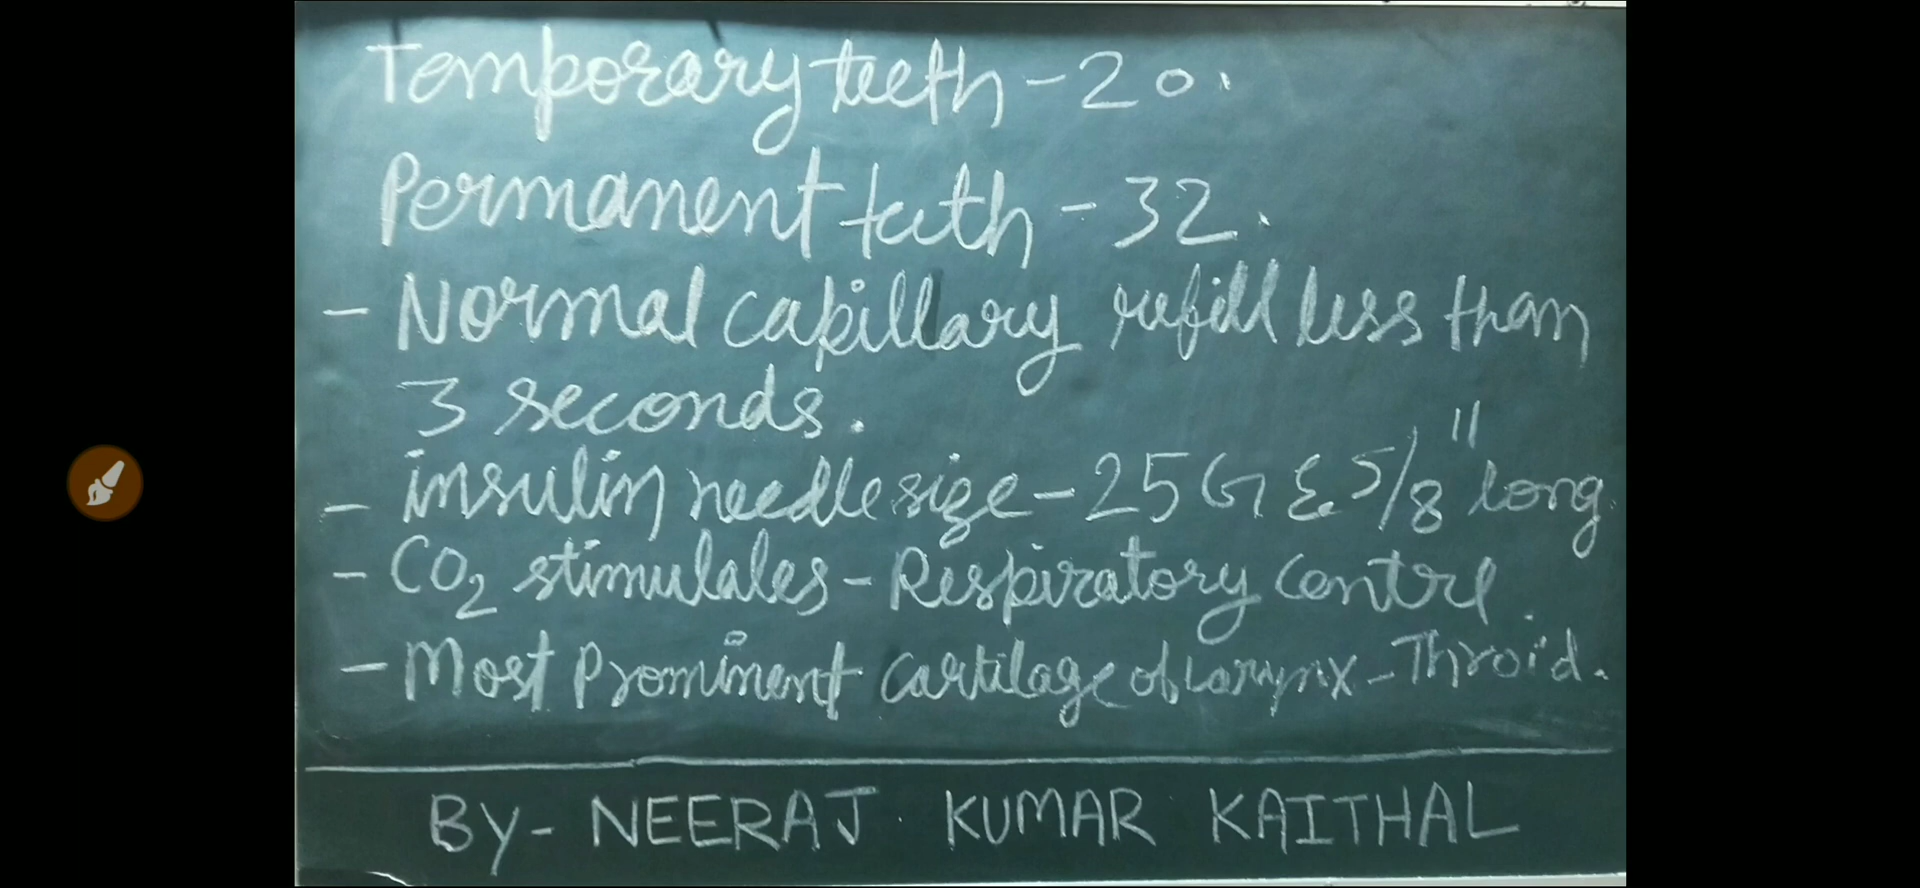 Temporary teeth - 20.
Permanent teeth - 32.
- Normal capillary refill less than
3 seconds.
- insulin needle size - 25 G & 5/8" long.
- CO2 stimulates - Respiratory centre.
- Most Prominent cartilage of Larynx - Throid.
BY- NEERAJ KUMAR KAITHAL